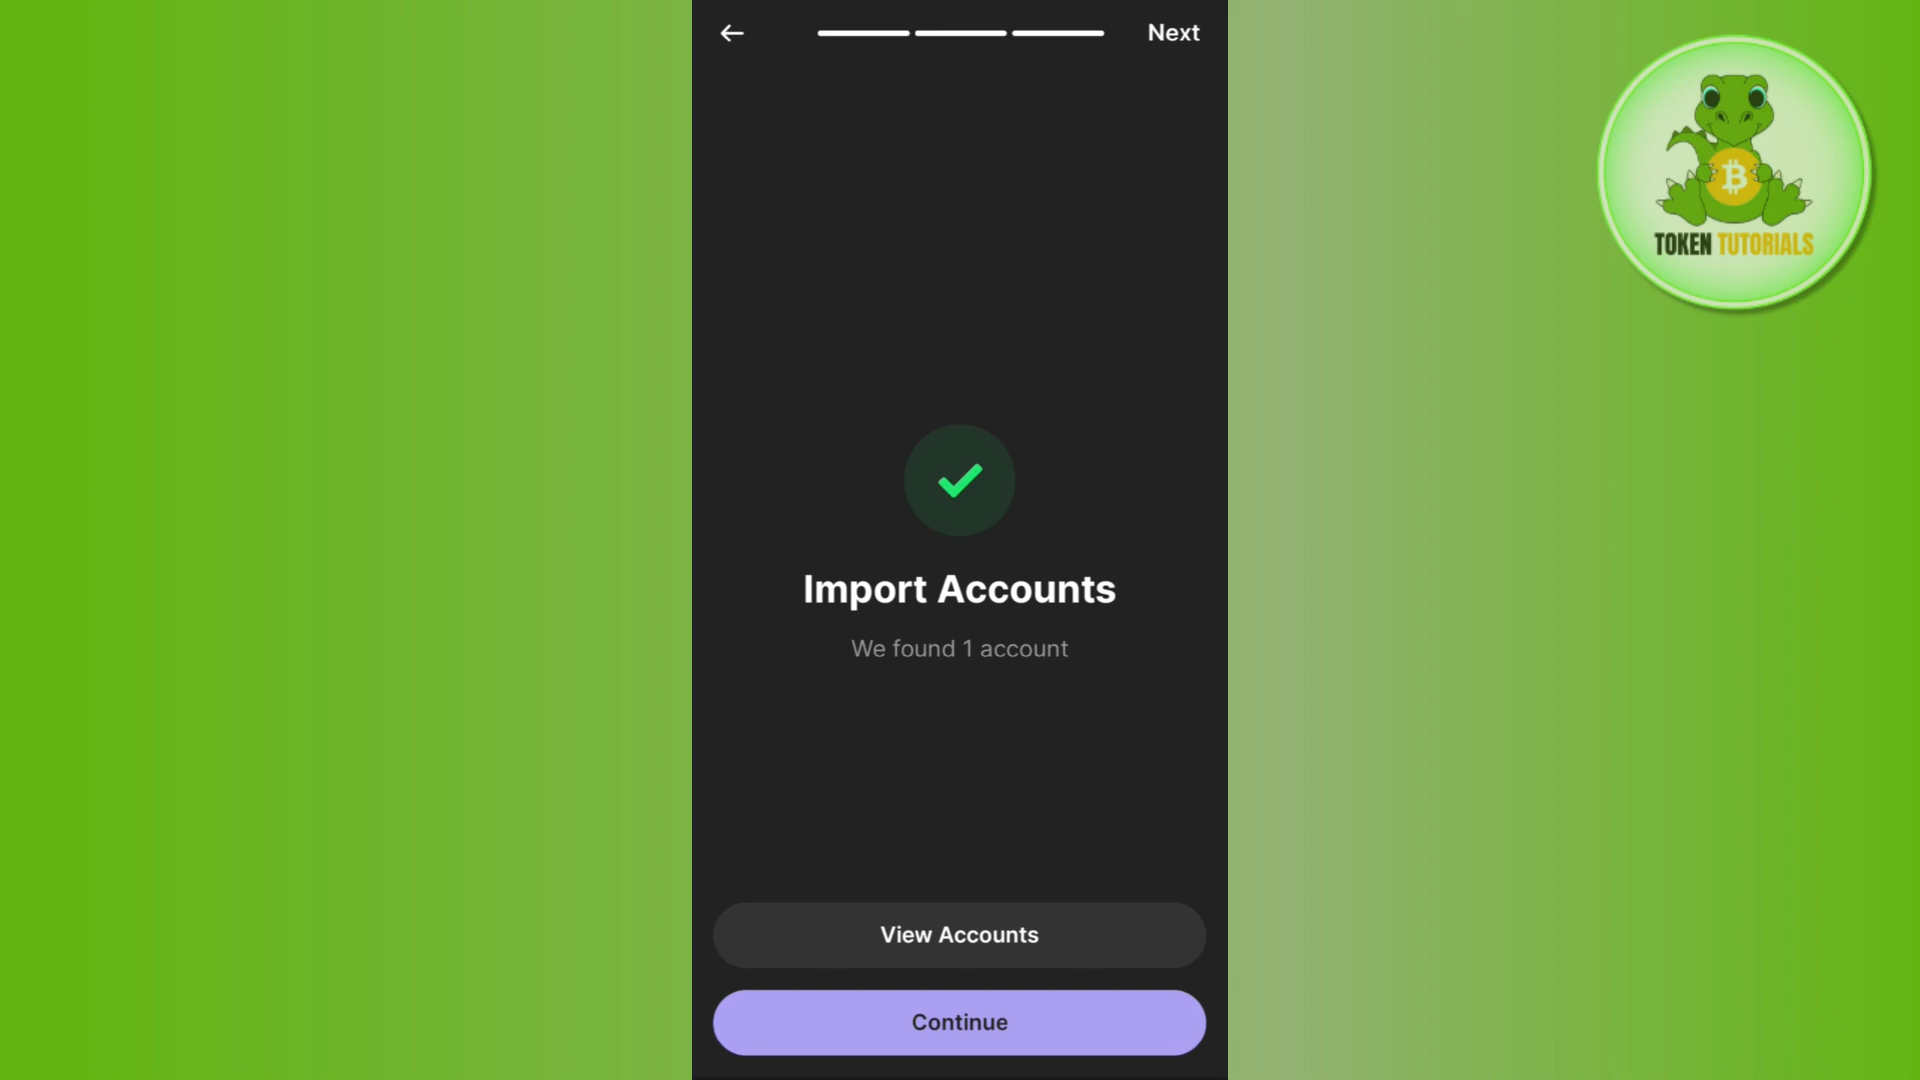 Next
TOKEN TUTORIALS
Import Accounts
We found 1 account
View Accounts
Continue